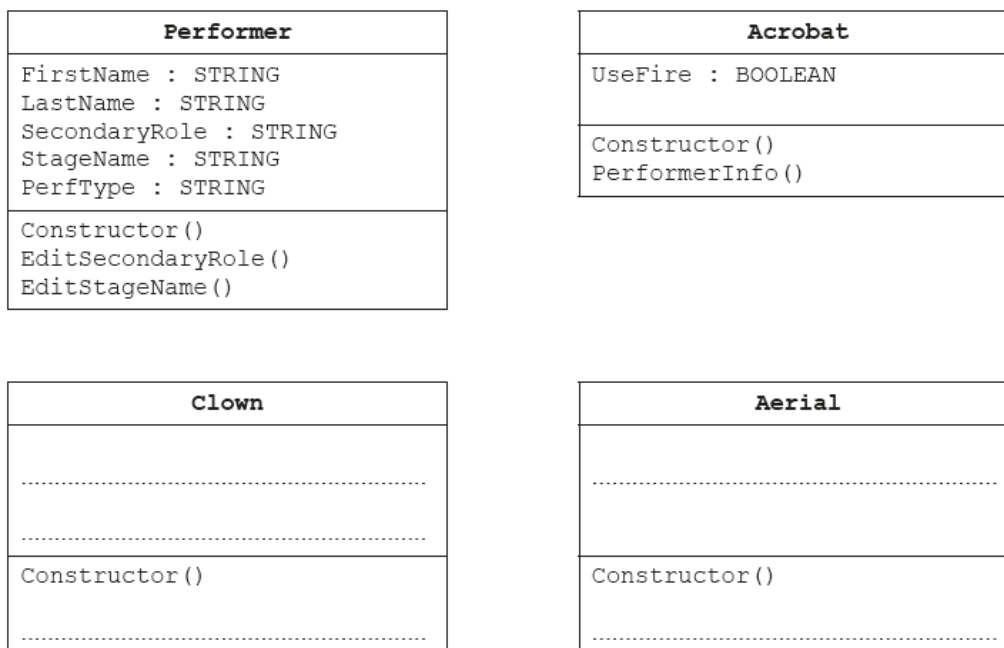 Performer
FirstName : STRING
LastName : STRING
SecondaryRole : STRING
StageName : STRING
PerfType : STRING
Constructor()
EditSecondaryRole()
EditStageName()
Acrobat
UseFire : BOOLEAN
Constructor()
PerformerInfo()
Clown
Constructor()
Aerial
Constructor()